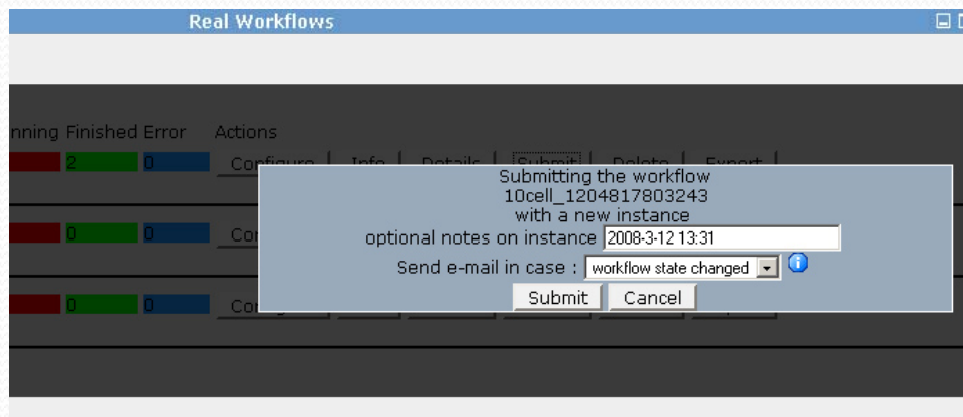 Real Workflows
nning Finished Error Actions
2 0 Configure Info Details Submit Delete Export
Submitting the workflow
10cell_1204817803243
with a new instance
optional notes on instance 2008-3-12 13:31
0 0
Send e-mail in case : workflow state changed
Submit Cancel
0 0